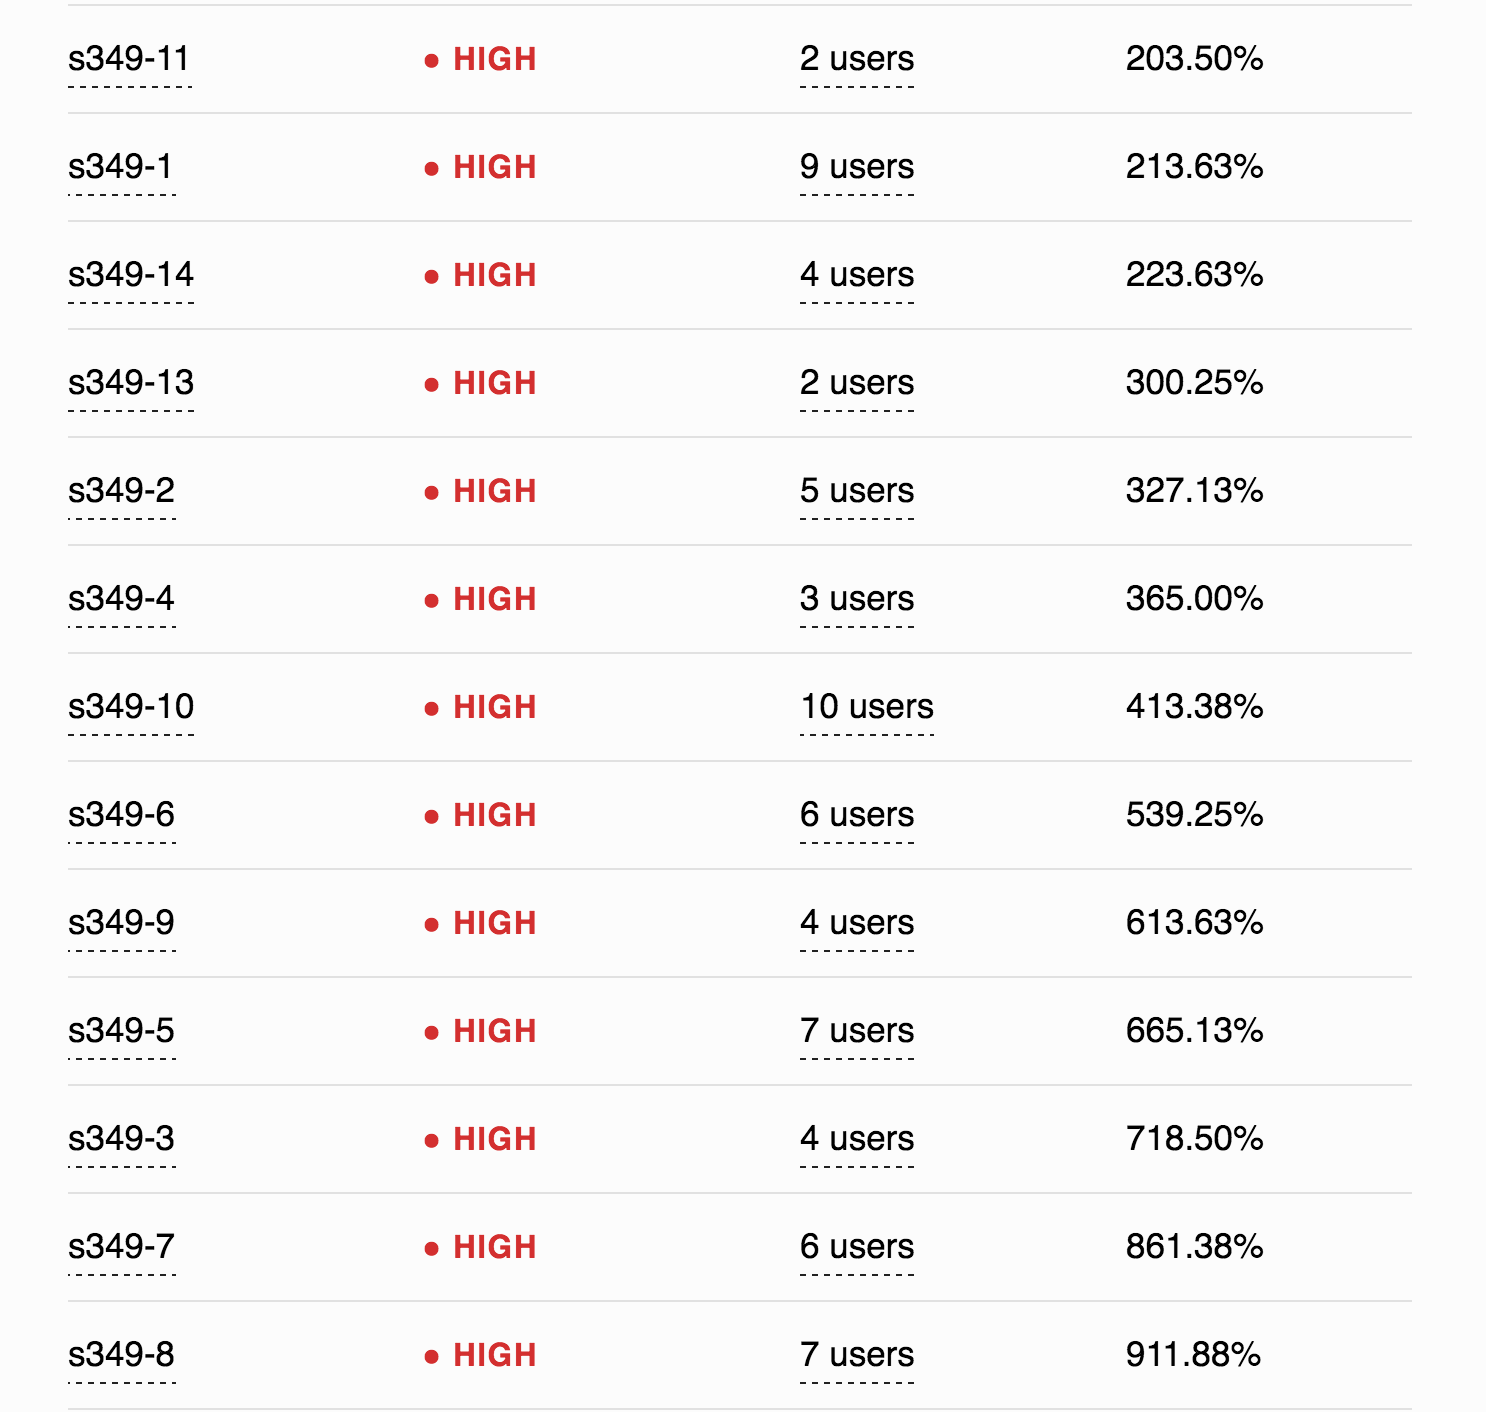 s349-11 • HIGH 2 users 203.50%
s349-1 • HIGH 9 users 213.63%
s349-14 • HIGH 4 users 223.63%
s349-13 • HIGH 2 users 300.25%
s349-2 • HIGH 5 users 327.13%
s349-4 • HIGH 3 users 365.00%
s349-10 • HIGH 10 users 413.38%
s349-6 • HIGH 6 users 539.25%
s349-9 • HIGH 4 users 613.63%
s349-5 • HIGH 7 users 665.13%
s349-3 • HIGH 4 users 718.50%
s349-7 • HIGH 6 users 861.38%
s349-8 • HIGH 7 users 911.88%